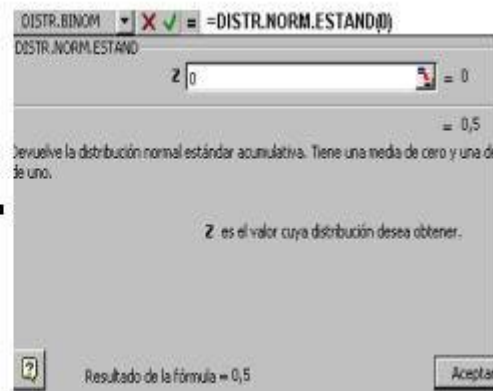 DISTR.BINOM = =DISTR.NORM.ESTAND(0)
DISTR.NORM.ESTAND
Z 0 = 0
= 0,5
Devuelve la distribución normal estándar acumulativa. Tiene una media de cero y una de
de uno.
Z es el valor cuya distribución desea obtener.
? Resultado de la fórmula = 0,5 Aceptar